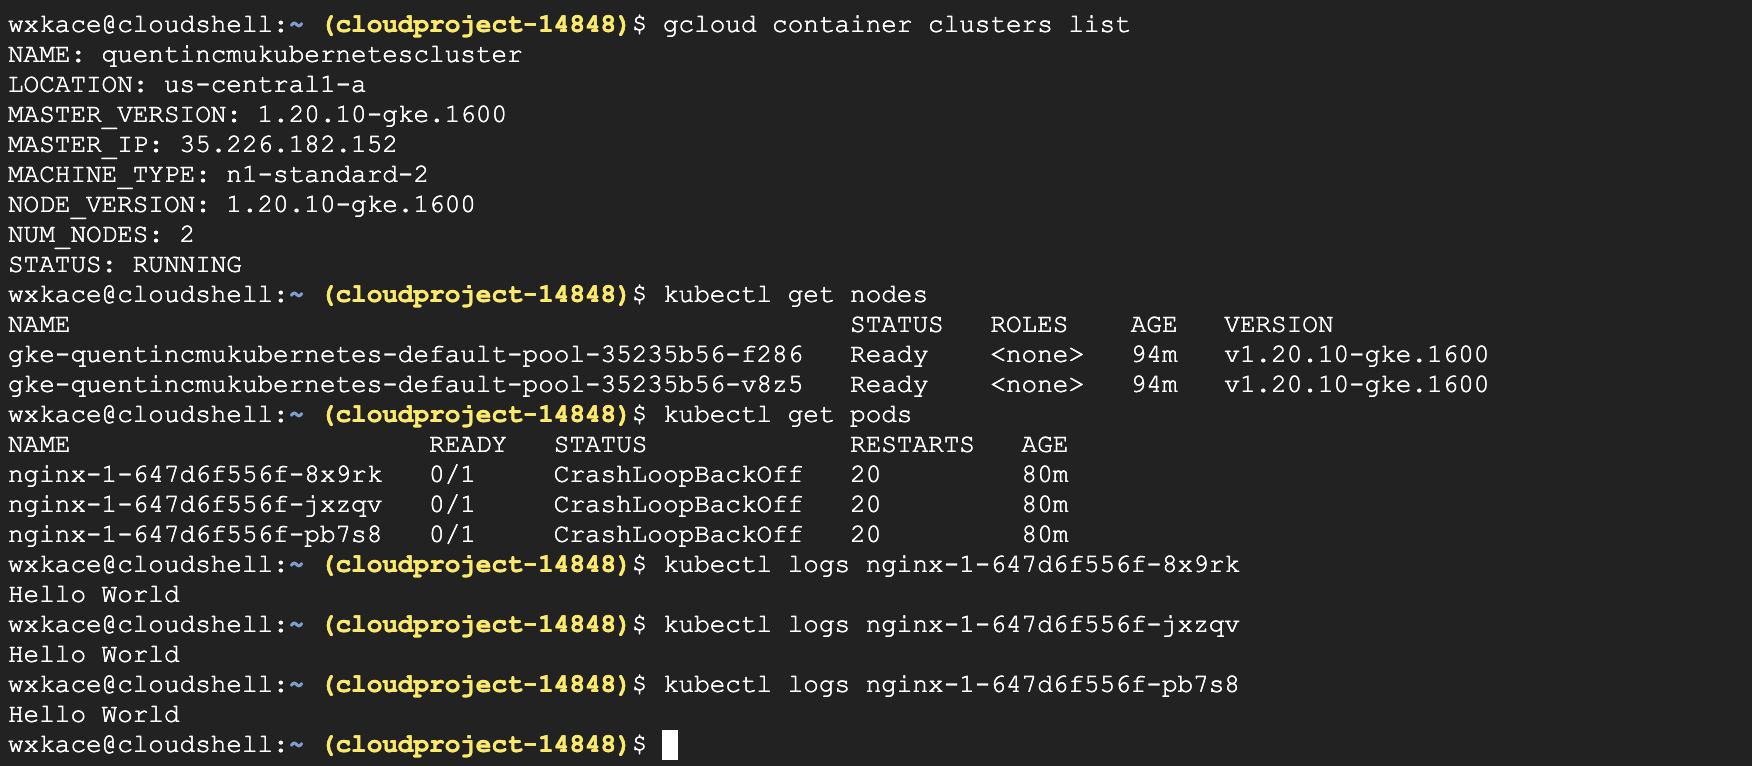 wxkace@cloudshell:~ (cloudproject-14848)$ gcloud container clusters list
NAME: quentincmukubernetescluster
LOCATION: us-central1-a
MASTER_VERSION: 1.20.10-gke.1600
MASTER_IP: 35.226.182.152
MACHINE_TYPE: n1-standard-2
NODE_VERSION: 1.20.10-gke.1600
NUM_NODES: 2
STATUS: RUNNING
wxkace@cloudshell:~ (cloudproject-14848)$ kubectl get nodes
NAME                                                  STATUS   ROLES    AGE   VERSION
gke-quentincmukubernetes-default-pool-35235b56-f286   Ready    <none>   94m   v1.20.10-gke.1600
gke-quentincmukubernetes-default-pool-35235b56-v8z5   Ready    <none>   94m   v1.20.10-gke.1600
wxkace@cloudshell:~ (cloudproject-14848)$ kubectl get pods
NAME                       READY   STATUS             RESTARTS   AGE
nginx-1-647d6f556f-8x9rk   0/1     CrashLoopBackOff   20         80m
nginx-1-647d6f556f-jxzqv   0/1     CrashLoopBackOff   20         80m
nginx-1-647d6f556f-pb7s8   0/1     CrashLoopBackOff   20         80m
wxkace@cloudshell:~ (cloudproject-14848)$ kubectl logs nginx-1-647d6f556f-8x9rk
Hello World
wxkace@cloudshell:~ (cloudproject-14848)$ kubectl logs nginx-1-647d6f556f-jxzqv
Hello World
wxkace@cloudshell:~ (cloudproject-14848)$ kubectl logs nginx-1-647d6f556f-pb7s8
Hello World
wxkace@cloudshell:~ (cloudproject-14848)$